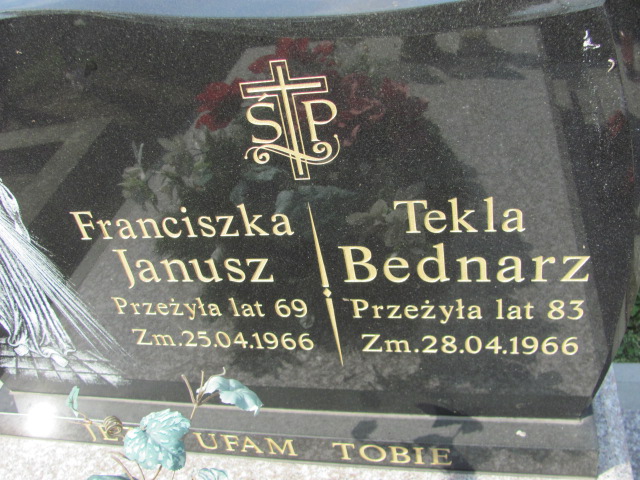 Ś P
Franciszka
Janusz
Przeżyła lat 69
Zm.25.04.1966
Tekla
Bednarz
Przeżyła lat 83
Zm.28.04.1966
UFAM TOBIE